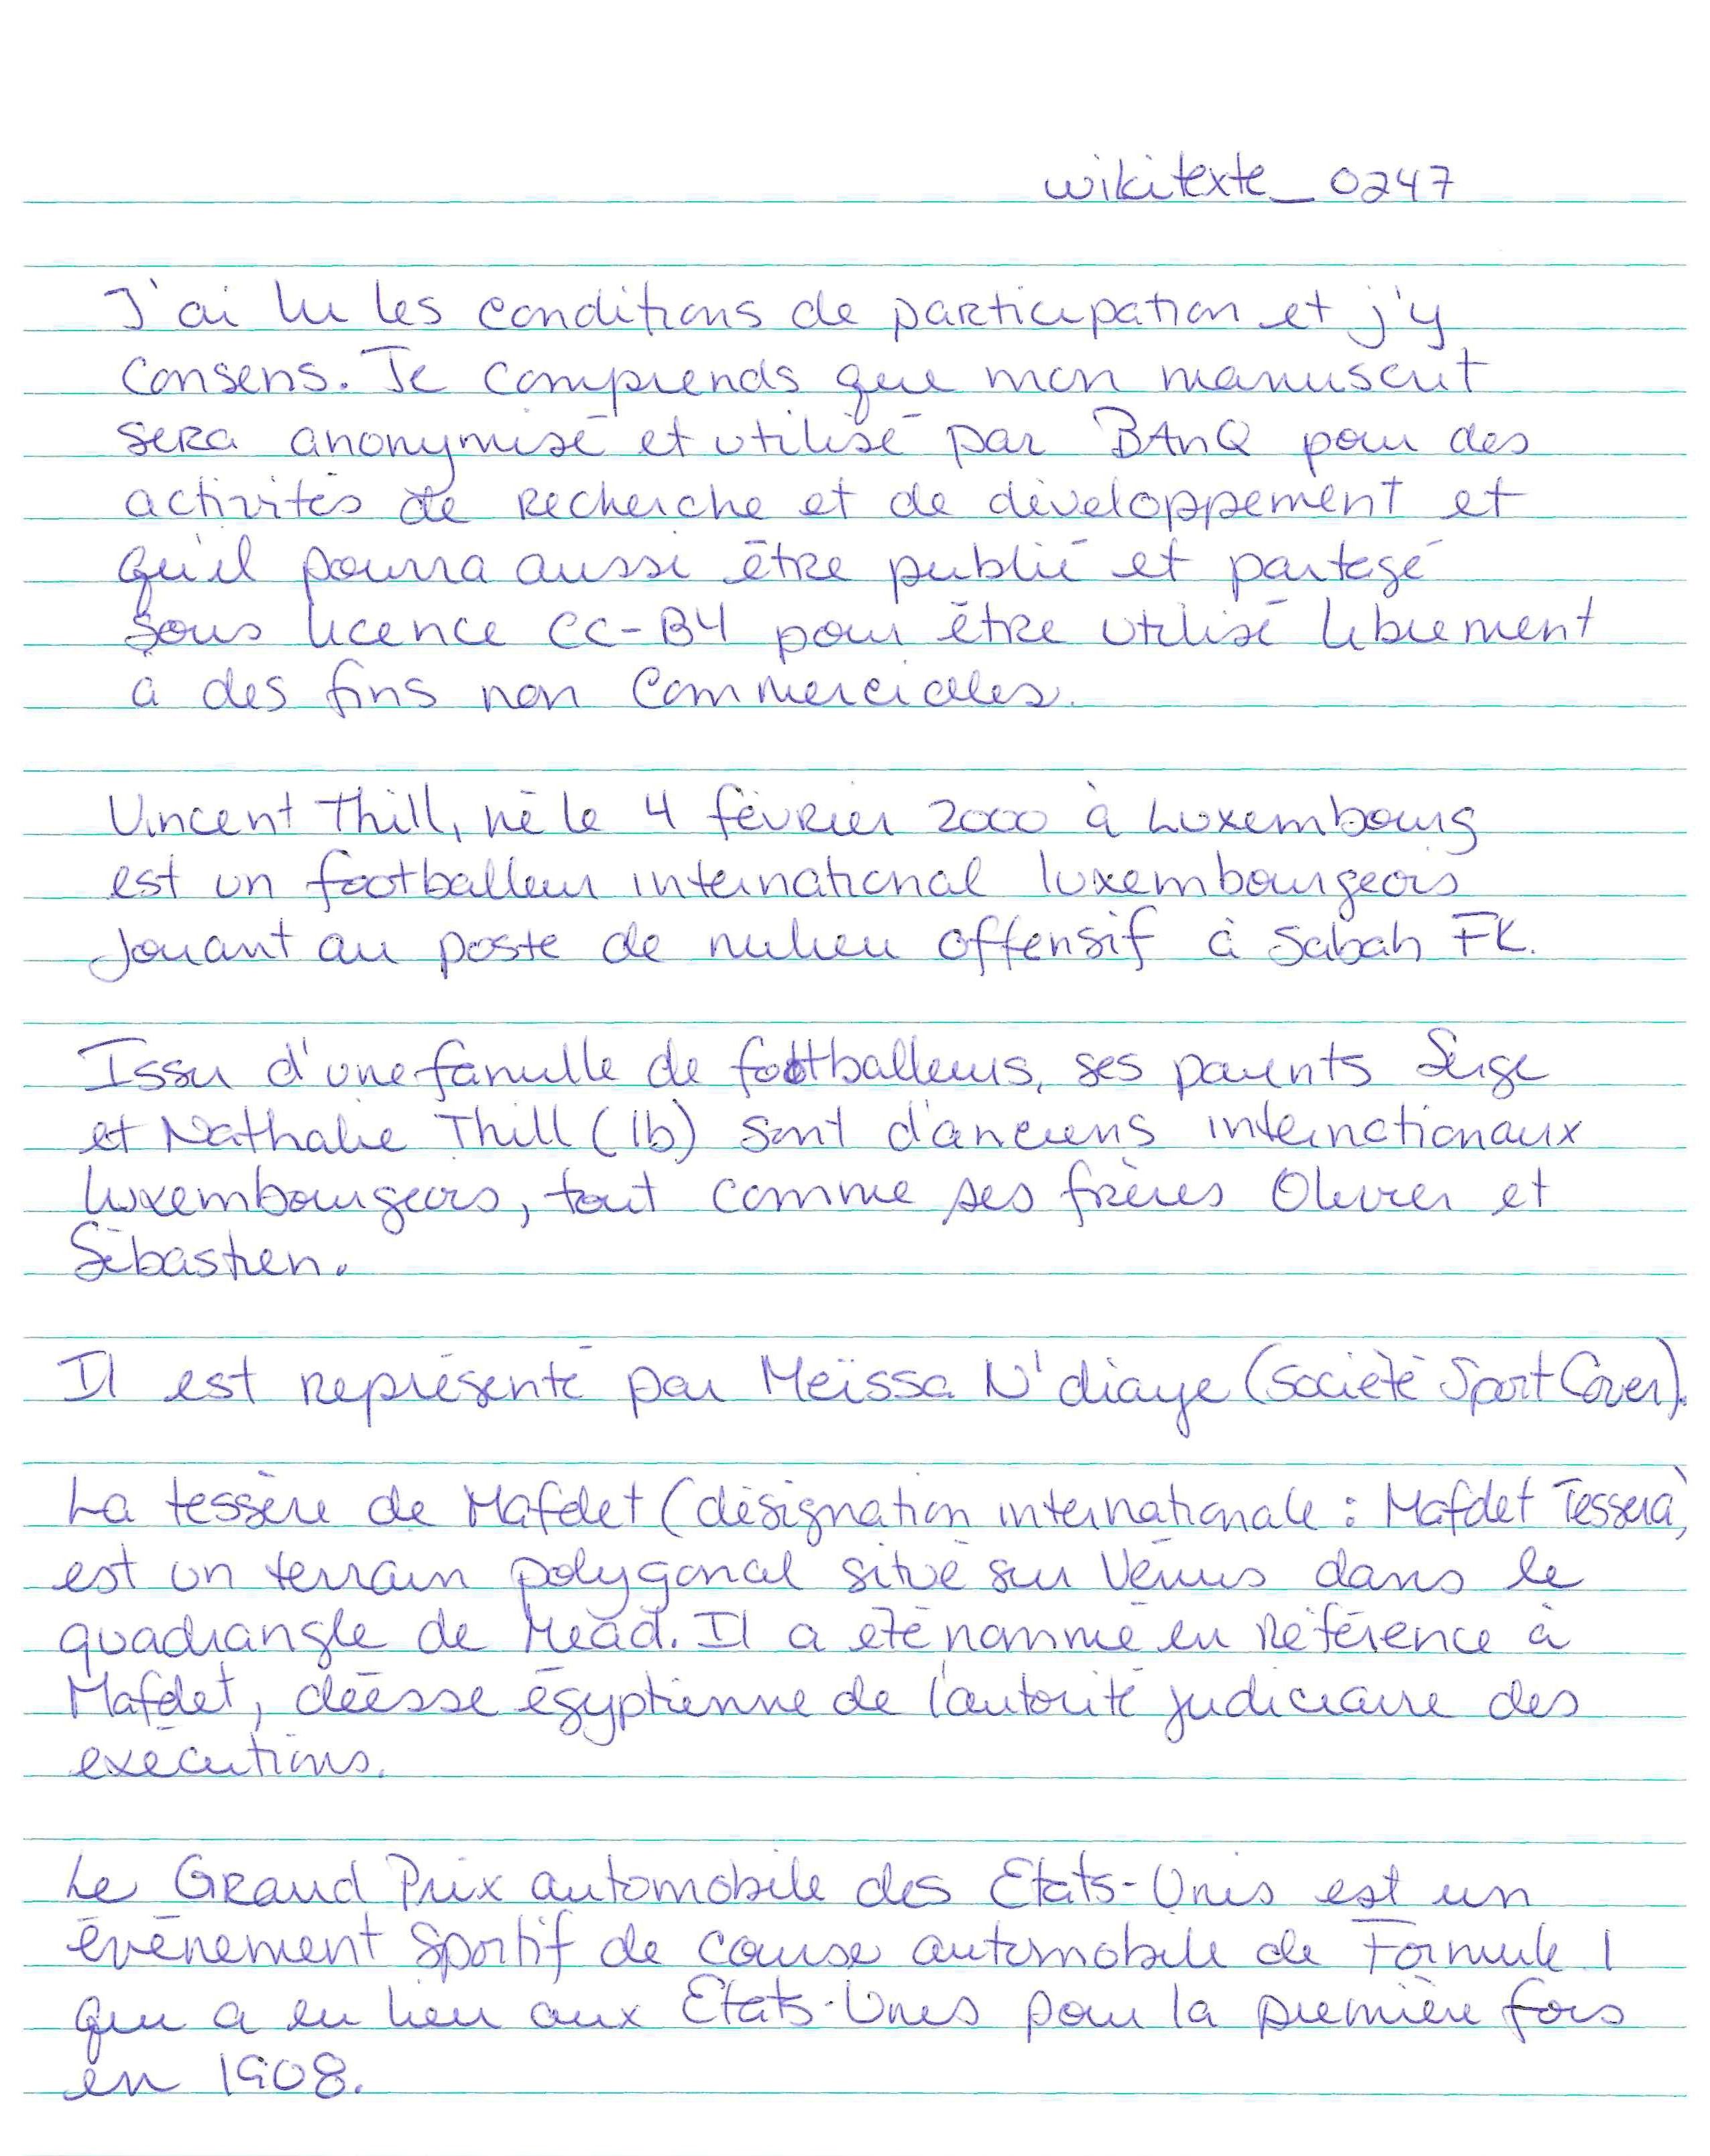 wikitexte_0247
J'ai lu les conditions de participation et j'y
consens. Je comprends que mon manuscrit
sera anonymisé et utilisé par BAnQ pour des
activités de recherche et de développement et
qu'il pourra aussi être publié et partagé
sous licence CC-BY pour être utilisé librement
à des fins non commerciales.
Vincent Thill, né le 4 février 2000 à Luxembourg
est un footballeur international luxembourgeois
jouant au poste de milieu offensif à Sabah FK.
Issu d'une famille de footballeurs, ses parents Serge
et Nathalie Thill (lb) sont d'anciens internationaux
luxembourgeois, tout comme ses frères Olivier et
Sébastien.
Il est représenté par Meïssa N'diaye (société Sport Cover).
La tessère de Mafdet (désignation internationale : Mafdet Tessera)
est un terrain polygonal situé sur Vénus dans le
quadrangle de Mead. Il a été nommé en référence à
Mafdet, déesse égyptienne de l'autorité judiciaire des
exécutions.
Le Grand Prix automobile des Etats-Unis est un
évènement sportif de course automobile de Formule 1
qui a eu lieu aux Etats-Unis pour la première fois
en 1908.